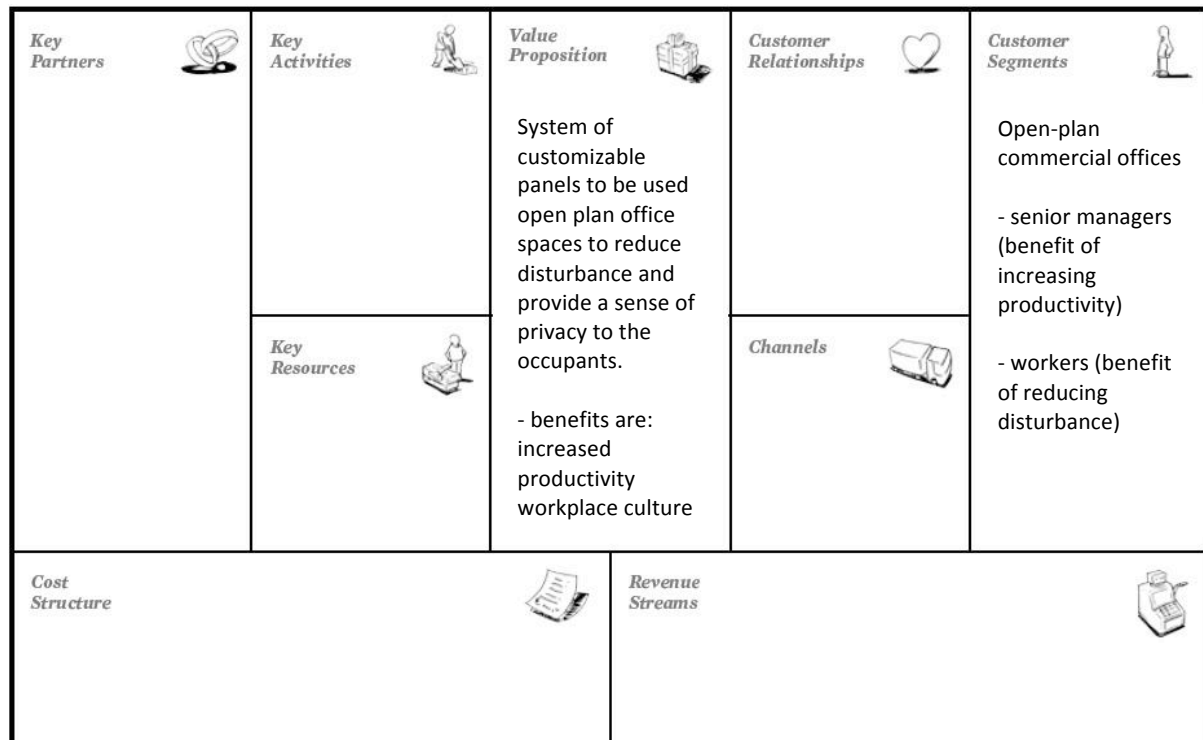 Key
Partners
Key
Activities
Value
Proposition
Customer
Relationships
Customer
Segments
System of
customizable
panels to be used
open plan office
spaces to reduce
disturbance and
provide a sense of
privacy to the
occupants.
- benefits are:
increased
productivity
workplace culture
Open-plan
commercial offices
- senior managers
(benefit of
increasing
productivity)
- workers (benefit
of reducing
disturbance)
Key
Resources
Channels
Cost
Structure
Revenue
Streams